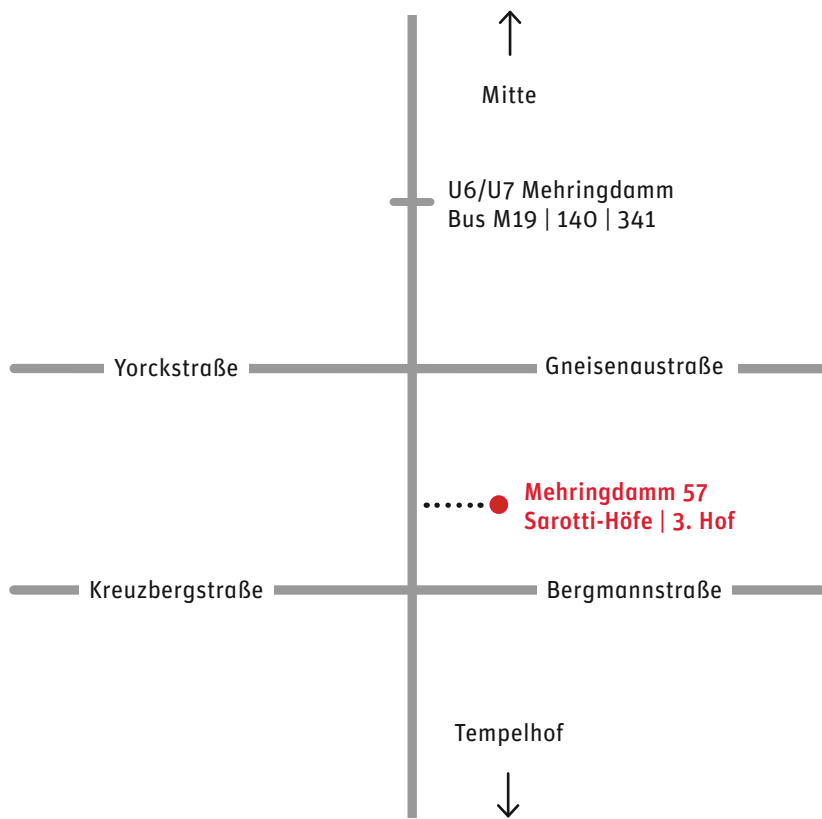 Mitte
U6/U7 Mehringdamm
Bus M19 | 140 | 341
Yorckstraße
Gneisenaustraße
Mehringdamm 57
Sarotti-Höfe | 3. Hof
Kreuzbergstraße
Bergmannstraße
Tempelhof